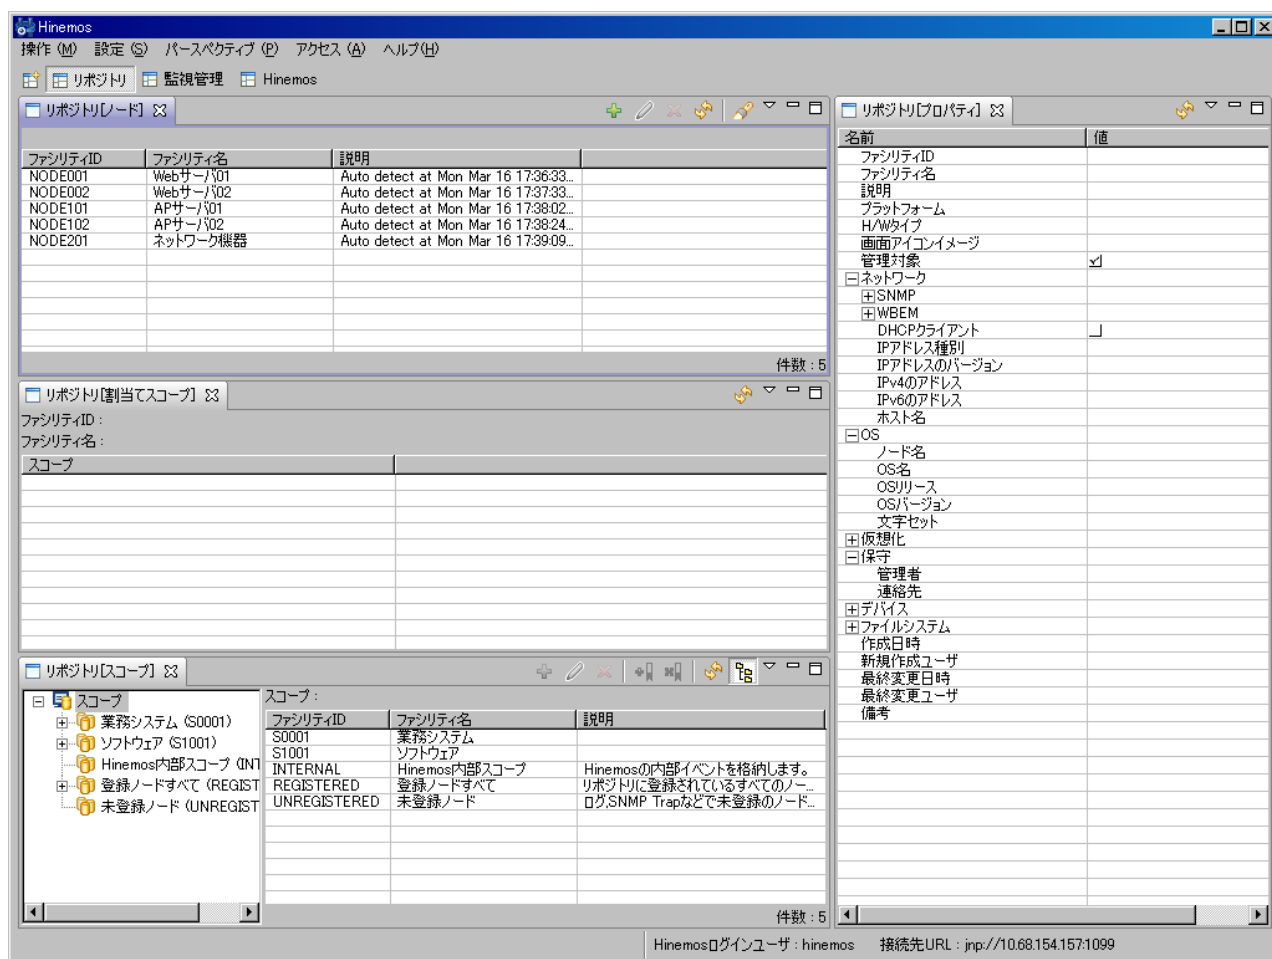 Hinemos
操作 (M) 設定 (S) パースペクティブ (P) アクセス (A) ヘルプ(H)
リポジトリ 監視管理 Hinemos
リポジトリ[ノード]
ファシリティID ファシリティ名 説明
NODE001 Webサーバ01 Auto detect at Mon Mar 16 17:36:33...
NODE002 Webサーバ02 Auto detect at Mon Mar 16 17:37:33...
NODE101 APサーバ01 Auto detect at Mon Mar 16 17:38:02...
NODE102 APサーバ02 Auto detect at Mon Mar 16 17:38:24...
NODE201 ネットワーク機器 Auto detect at Mon Mar 16 17:39:09...
件数 : 5
リポジトリ[割当てスコープ]
ファシリティID :
ファシリティ名 :
スコープ
リポジトリ[スコープ]
スコープ
業務システム (S0001)
ソフトウェア (S1001)
Hinemos内部スコープ (INT
登録ノードすべて (REGIST
未登録ノード (UNREGIST
スコープ :
ファシリティID ファシリティ名 説明
S0001 業務システム
S1001 ソフトウェア
INTERNAL Hinemos内部スコープ Hinemosの内部イベントを格納します。
REGISTERED 登録ノードすべて リポジトリに登録されているすべてのノー...
UNREGISTERED 未登録ノード ログ,SNMP Trapなどで未登録のノード...
件数 : 5
リポジトリ[プロパティ]
名前 値
ファシリティID
ファシリティ名
説明
プラットフォーム
H/Wタイプ
画面アイコンイメージ
管理対象
ネットワーク
SNMP
WBEM
DHCPクライアント
IPアドレス種別
IPアドレスのバージョン
IPv4のアドレス
IPv6のアドレス
ホスト名
OS
ノード名
OS名
OSリリース
OSバージョン
文字セット
仮想化
保守
管理者
連絡先
デバイス
ファイルシステム
作成日時
新規作成ユーザ
最終変更日時
最終変更ユーザ
備考
Hinemosログインユーザ : hinemos 接続先URL : jnp://10.68.154.157:1099